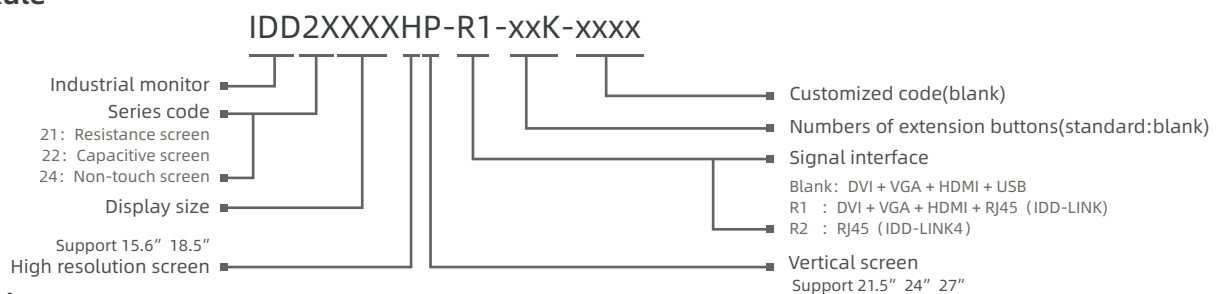 IDD2XXXXHP-R1-xxK-xxxx
Industrial monitor
Series code
21: Resistance screen
22: Capacitive screen
24: Non-touch screen
Display size
Support 15.6" 18.5"
High resolution screen
Customized code(blank)
Numbers of extension buttons(standard:blank)
Signal interface
Blank: DVI + VGA + HDMI + USB
R1 : DVI + VGA + HDMI + RJ45 (IDD-LINK)
R2 : RJ45 (IDD-LINK4)
Vertical screen
Support 21.5" 24" 27"